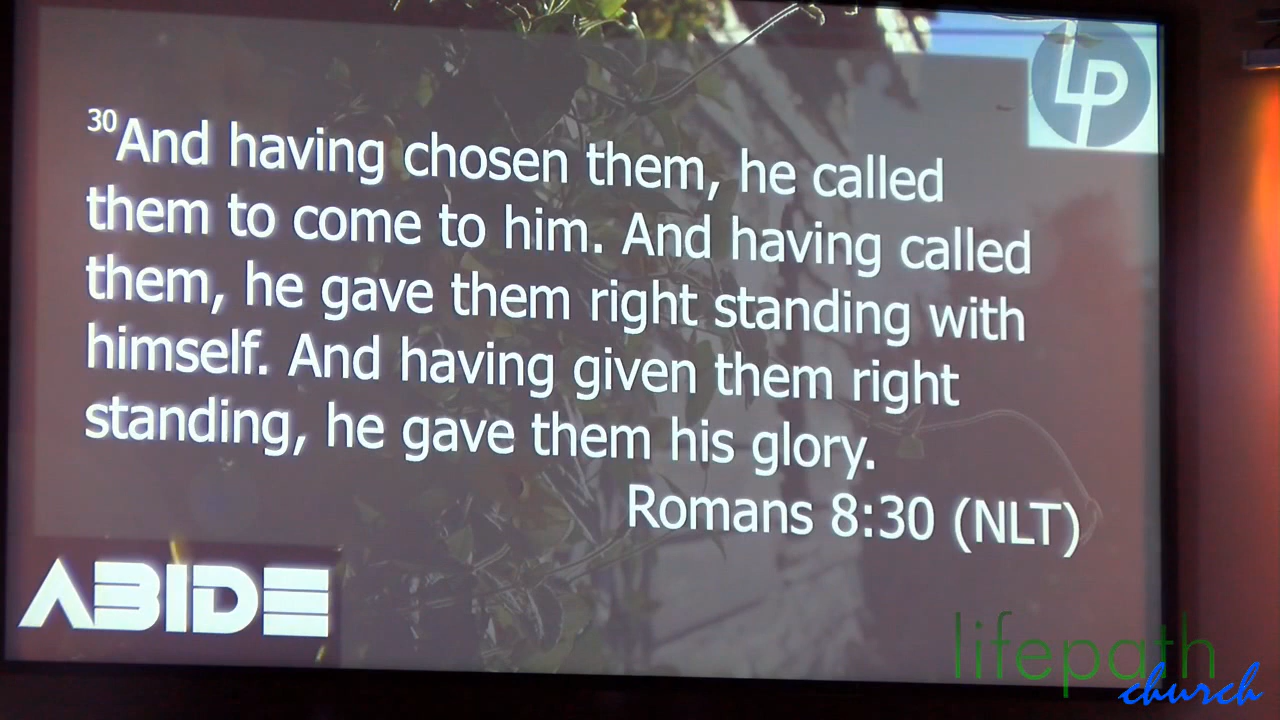 LP
30And having chosen them, he called
them to come to him. And having called
them, he gave them right standing with
himself. And having given them right
standing, he gave them his glory.
Romans 8:30 (NLT)
ABIDE
lifepath
church